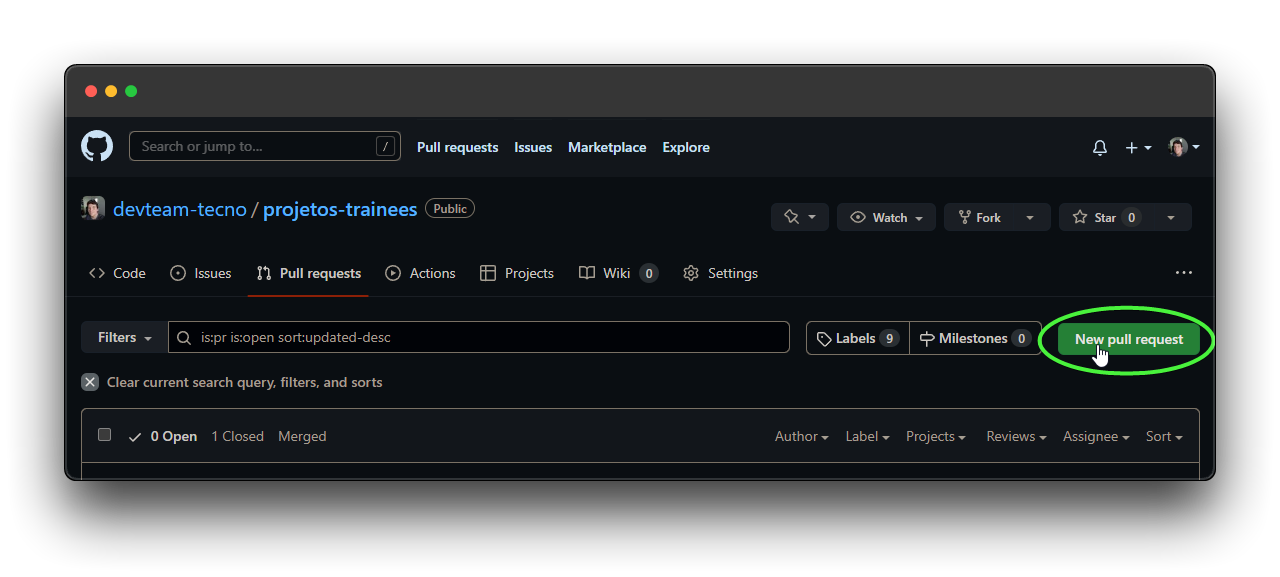 Search or jump to... / Pull requests Issues Marketplace Explore
devteam-tecno / projetos-trainees Public
Watch Fork Star 0
Code Issues Pull requests Actions Projects Wiki 0 Settings ...
Filters is:pr is:open sort:updated-desc Labels 9 Milestones 0 New pull request
Clear current search query, filters, and sorts
0 Open 1 Closed Merged Author Label Projects Reviews Assignee Sort